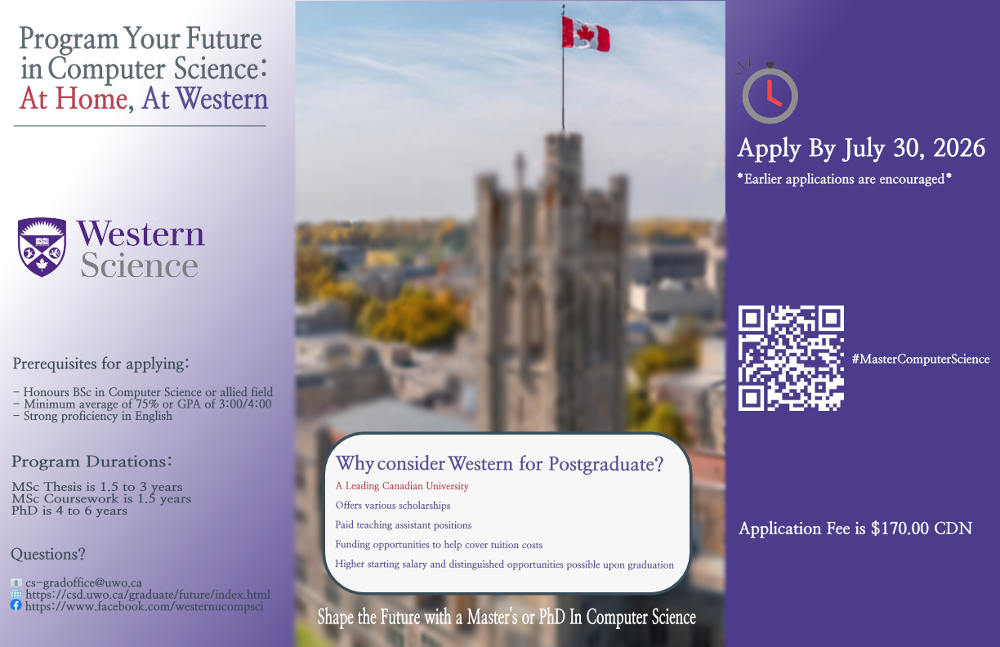 Program Your Future
in Computer Science:
At Home, At Western
Western
Science
Prerequisites for applying:
- Honours BSc in Computer Science or allied field
- Minimum average of 75% or GPA of 3:00/4:00
- Strong proficiency in English
Program Durations:
MSc Thesis is 1.5 to 3 years
MSc Coursework is 1.5 years
PhD is 4 to 6 years
Questions?
cs-gradoffice@uwo.ca
https://csd.uwo.ca/graduate/future/index.html
https://www.facebook.com/westernucompsci
Why consider Western for Postgraduate?
A Leading Canadian University
Offers various scholarships
Paid teaching assistant positions
Funding opportunities to help cover tuition costs
Higher starting salary and distinguished opportunities possible upon graduation
Shape the Future with a Master's or PhD In Computer Science
Apply By July 30, 2026
*Earlier applications are encouraged*
#MasterComputerScience
Application Fee is $170.00 CDN